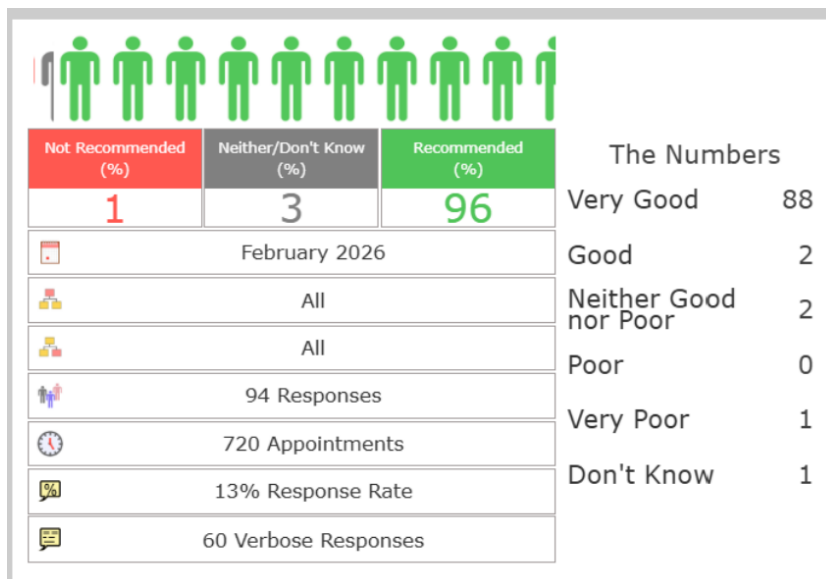 Not Recommended
(%)
Neither/Don't Know
(%)
Recommended
(%)
1
3
96
February 2026
All
All
94 Responses
720 Appointments
13% Response Rate
60 Verbose Responses
The Numbers
Very Good 88
Good 2
Neither Good
nor Poor 2
Poor 0
Very Poor 1
Don't Know 1